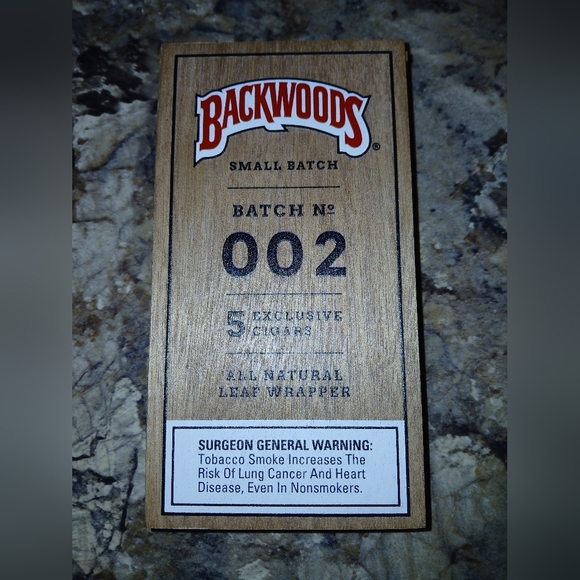 BACKWOODS®
SMALL BATCH
BATCH Nº
002
5 EXCLUSIVE
CIGARS
ALL NATURAL
LEAF WRAPPER
SURGEON GENERAL WARNING:
Tobacco Smoke Increases The
Risk Of Lung Cancer And Heart
Disease, Even In Nonsmokers.